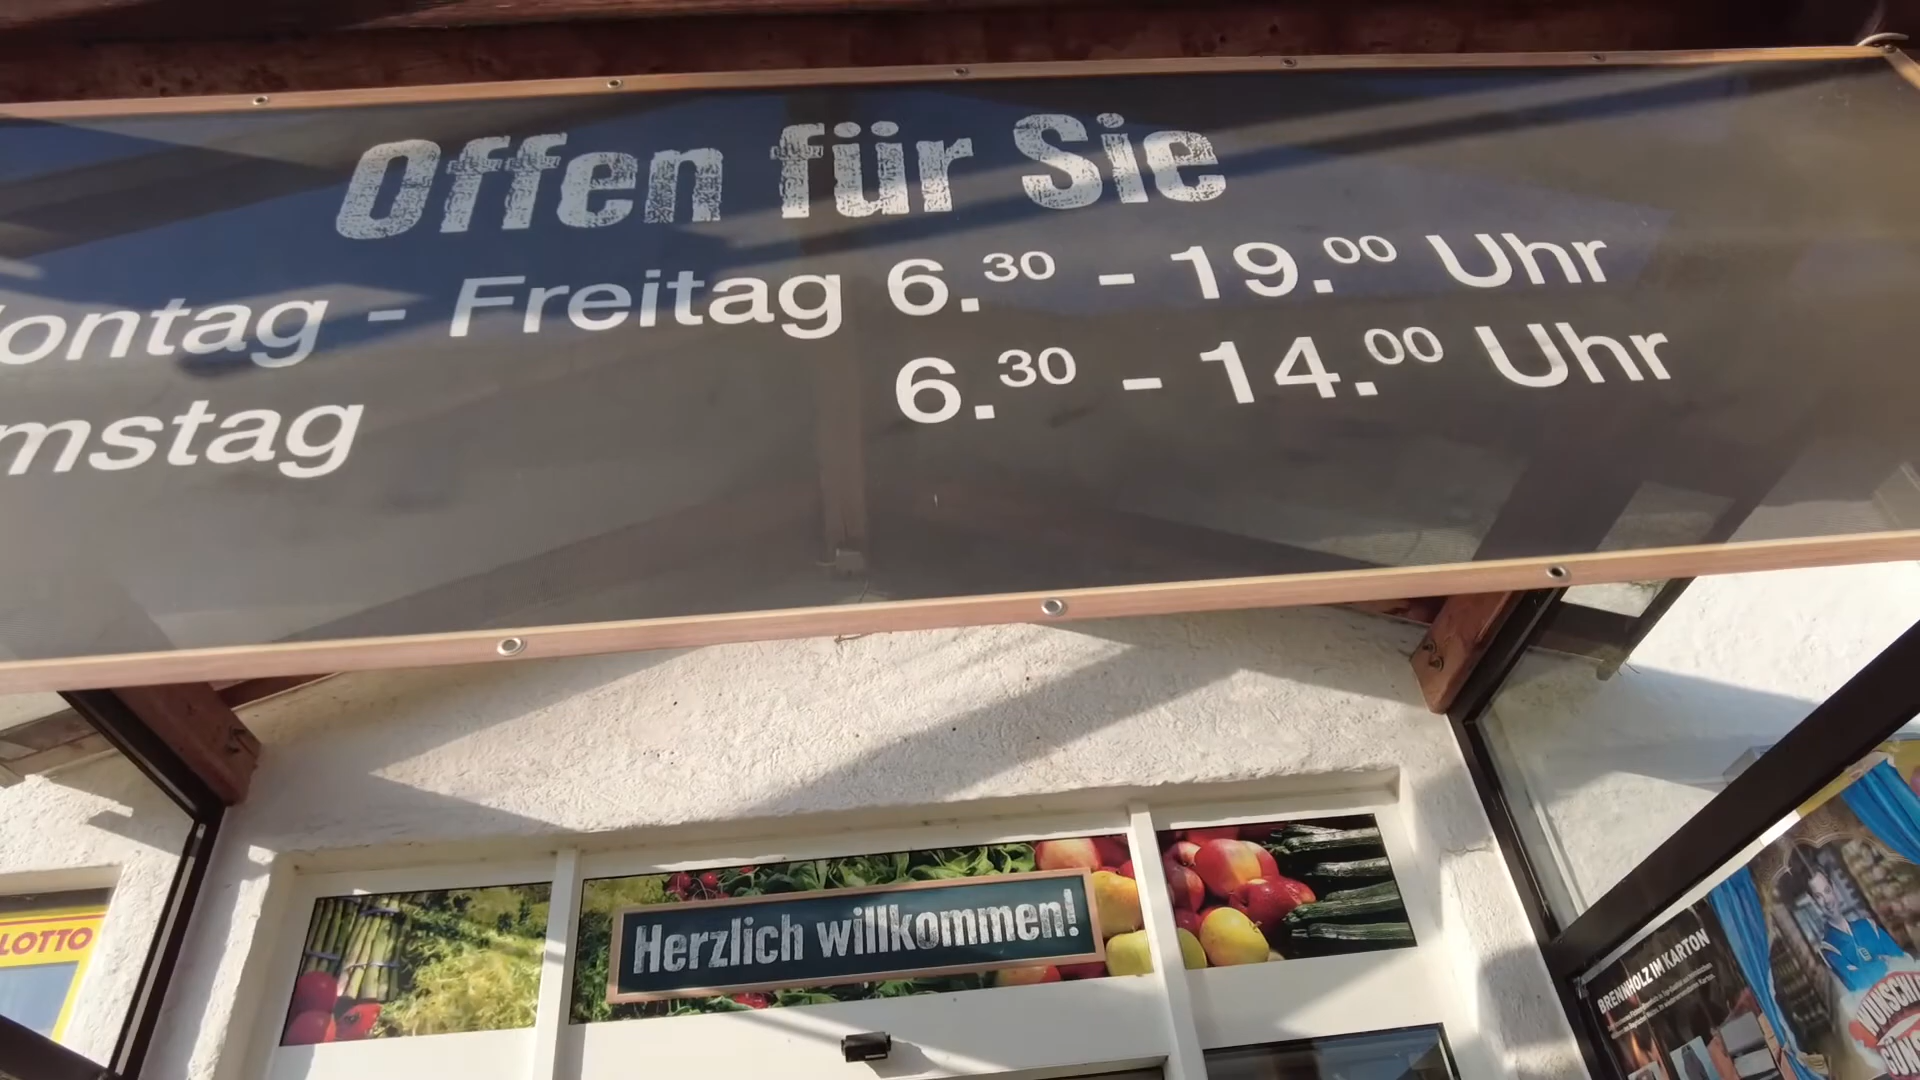 Offen für Sie
ontag - Freitag 6.30 - 19.00 Uhr
mstag 6.30 - 14.00 Uhr
Herzlich willkommen!
LOTTO
BRENNHOLZ IM KARTON